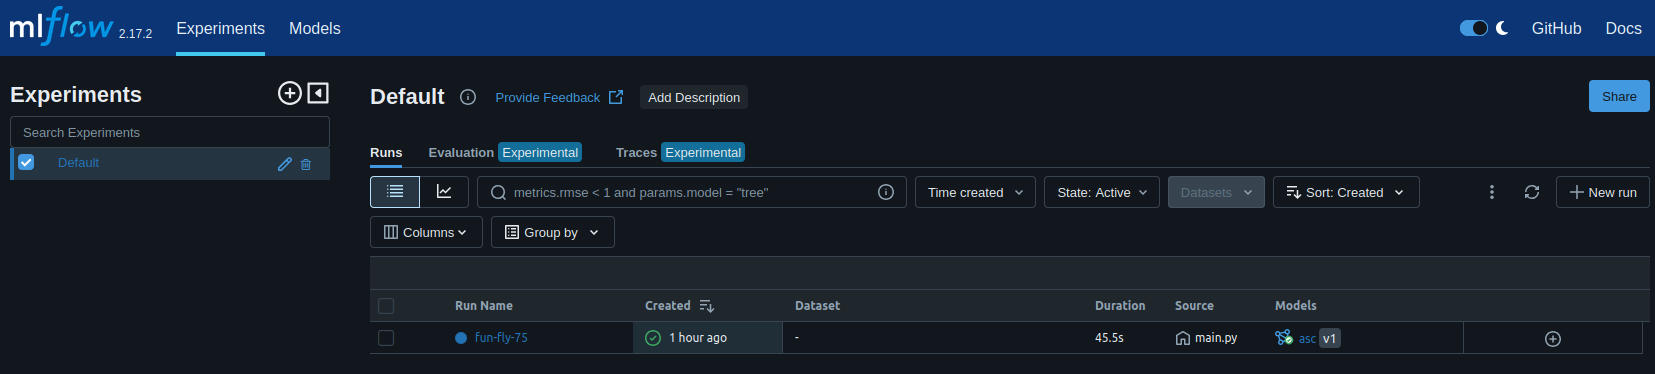 mlflow 2.17.2 Experiments Models GitHub Docs
Experiments
Search Experiments
Default
Default Provide Feedback Add Description Share
Runs Evaluation Experimental Traces Experimental
metrics.rmse < 1 and params.model = "tree" Time created State: Active Datasets Sort: Created New run
Columns Group by
Run Name Created Dataset Duration Source Models
fun-fly-75 1 hour ago - 45.5s main.py asc v1